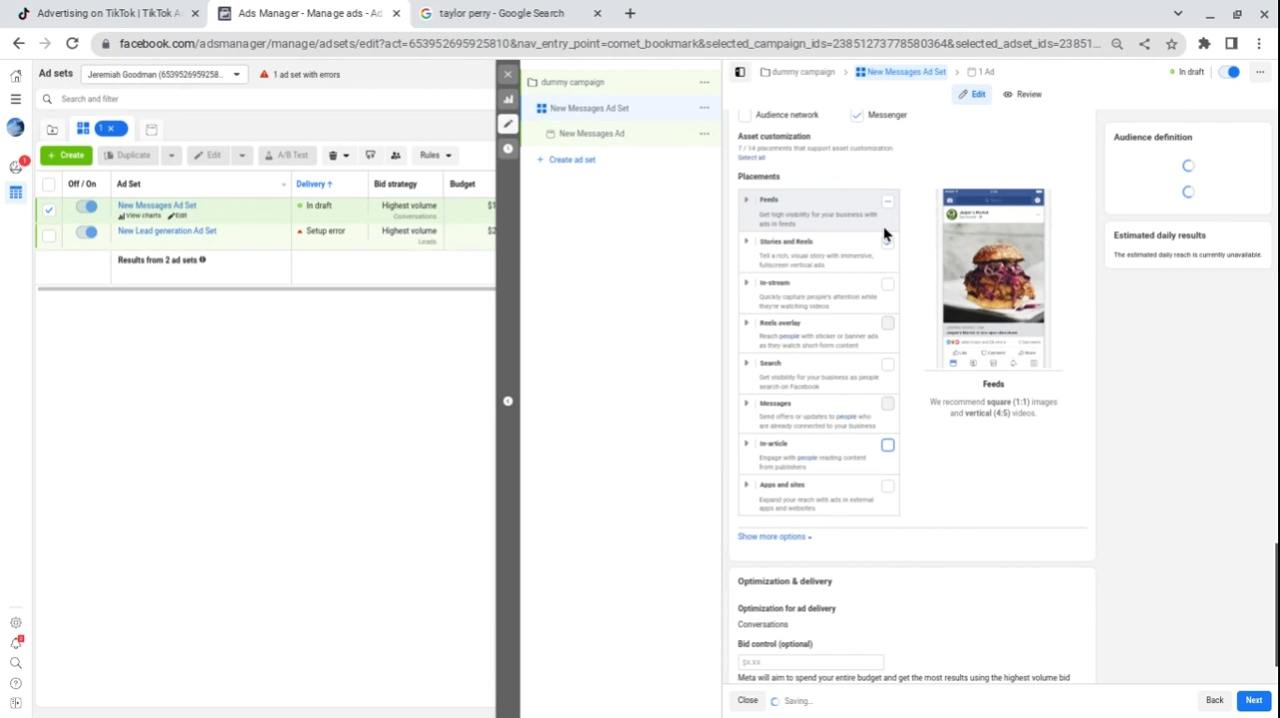 Advertising on TikTok | TikTok A
Ads Manager - Manage ads - Ad
taylor perry - Google Search
facebook.com/adsmanager/manage/adsets/edit?act=653952695925810&nav_entry_point=comet_bookmark&selected_campaign_ids=23851273778580364&selected_adset_ids=23851...
Ad sets
Jeremiah Goodman (6539526959258...
1 ad set with errors
Search and filter
1 ×
+ Create
Duplicate
Edit
A/B Test
Rules
Off / On
Ad Set
Delivery ↑
Bid strategy
Budget
New Messages Ad Set
View charts
Edit
In draft
Highest volume
Conversations
$1
New Lead generation Ad Set
Setup error
Highest volume
Leads
$2
Results from 2 ad sets
dummy campaign
New Messages Ad Set
New Messages Ad
+ Create ad set
dummy campaign
New Messages Ad Set
1 Ad
In draft
Edit
Review
Audience network
Messenger
Asset customization
7 / 14 placements that support asset customization
Select all
Placements
Feeds
Get high visibility for your business with
ads in feeds
Stories and Reels
Tell a rich, visual story with immersive,
fullscreen vertical ads
In-stream
Quickly capture people's attention while
they're watching videos
Reels overlay
Reach people with sticker or banner ads
as they watch short-form content
Search
Get visibility for your business as people
search on Facebook
Messages
Send offers or updates to people who
are already connected to your business
In-article
Engage with people reading content
from publishers
Apps and sites
Expand your reach with ads in external
apps and websites
Jasper's Market
Like
Comment
Share
Feeds
We recommend square (1:1) images
and vertical (4:5) videos.
Show more options
Optimization & delivery
Optimization for ad delivery
Conversations
Bid control (optional)
$X.XX
Meta will aim to spend your entire budget and get the most results using the highest volume bid
Audience definition
Estimated daily results
The estimated daily reach is currently unavailable.
Close
Saving...
Back
Next